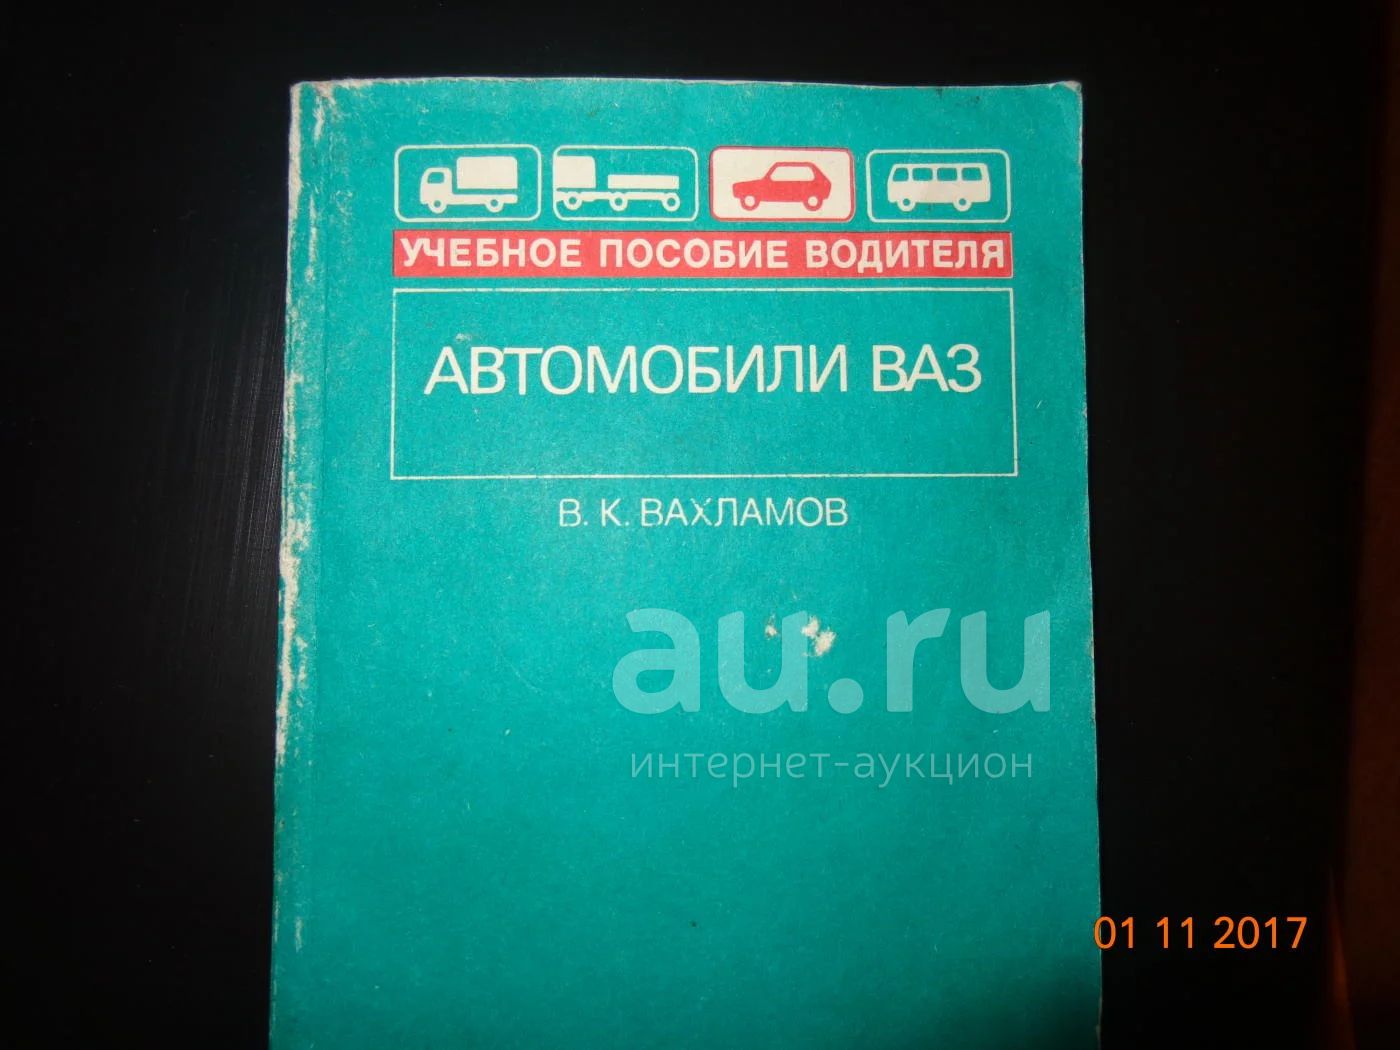 УЧЕБНОЕ ПОСОБИЕ ВОДИТЕЛЯ
АВТОМОБИЛИ ВАЗ
В. К. ВАХЛАМОВ
au.ru
интернет-аукцион
01 11 2017